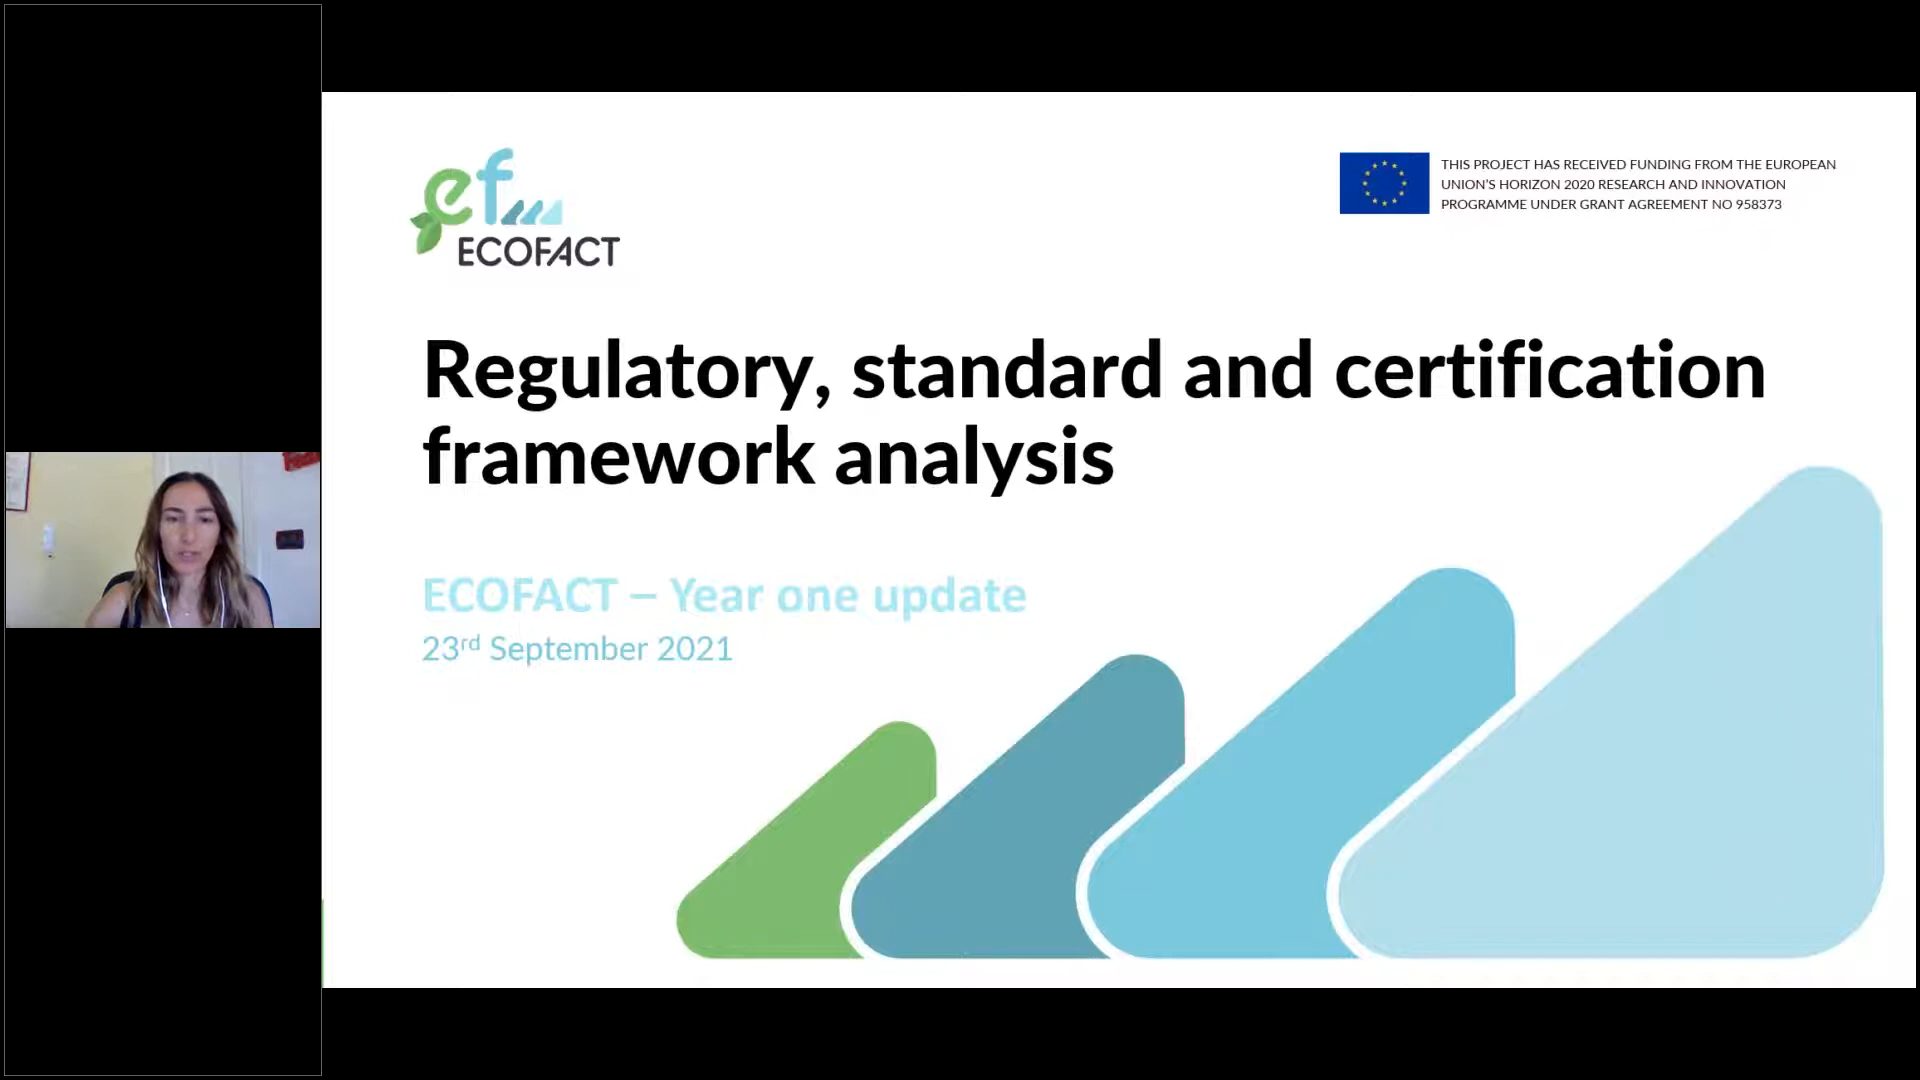 ef
ECOFACT
THIS PROJECT HAS RECEIVED FUNDING FROM THE EUROPEAN
UNION'S HORIZON 2020 RESEARCH AND INNOVATION
PROGRAMME UNDER GRANT AGREEMENT NO 958373
Regulatory, standard and certification
framework analysis
ECOFACT – Year one update
23rd September 2021